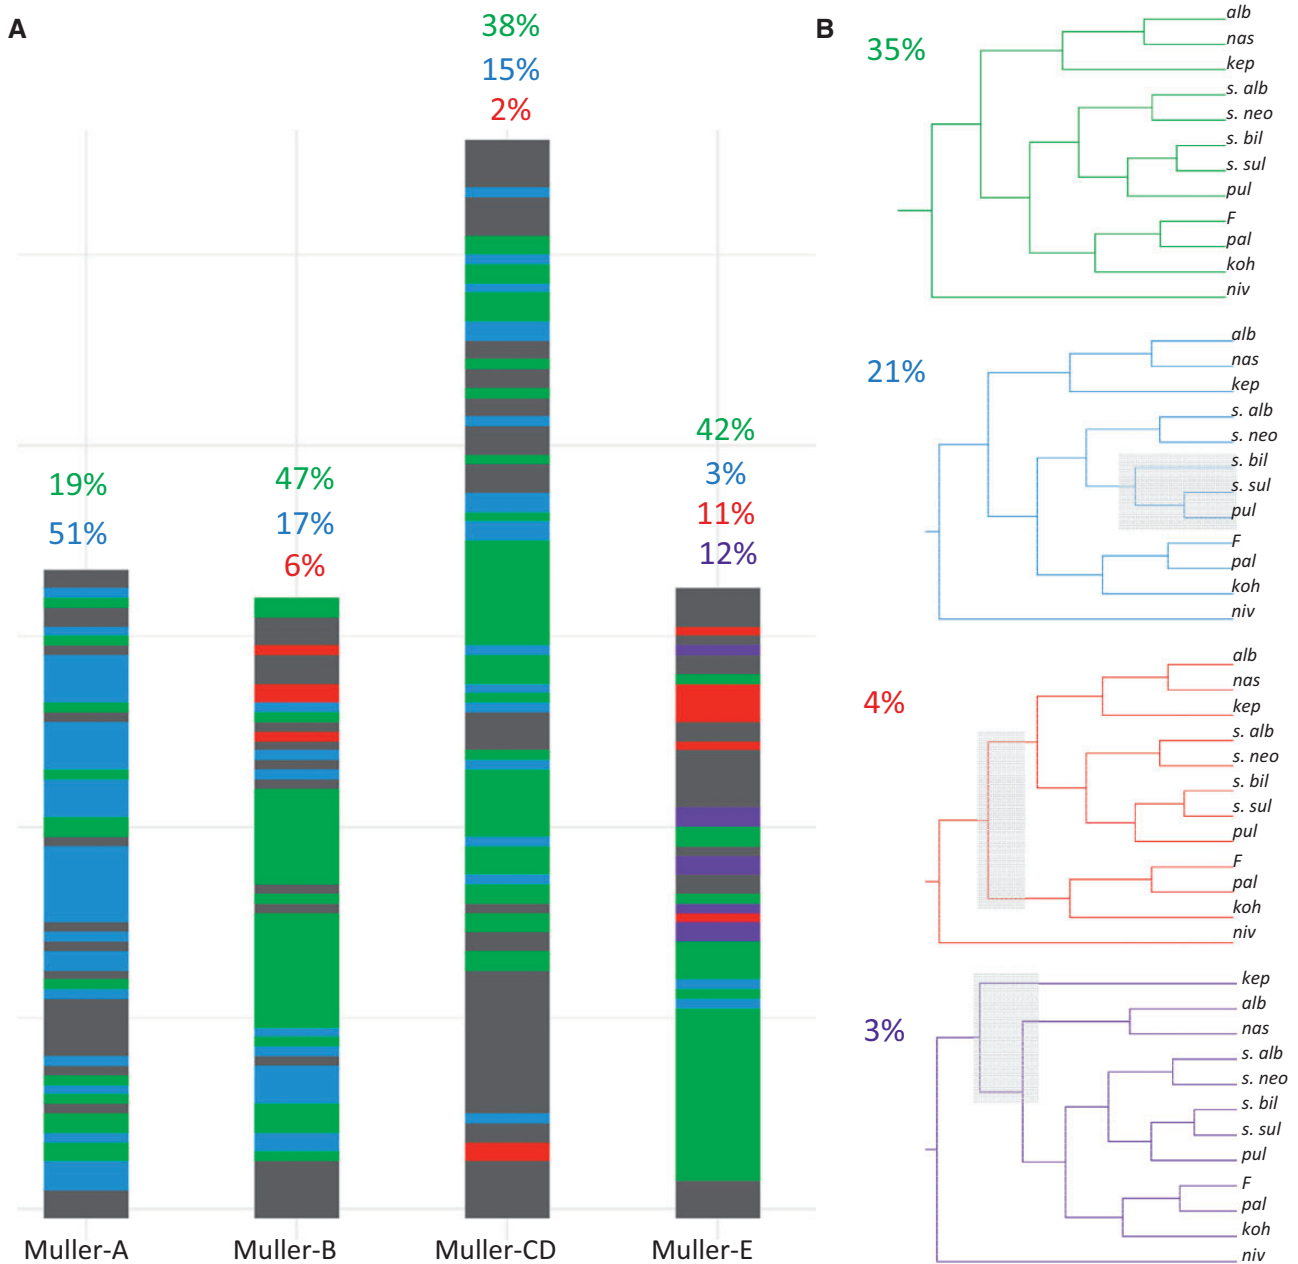 A
38%
15%
2%
42%
3%
11%
12%
19%
51%
47%
17%
6%
Muller-A
Muller-B
Muller-CD
Muller-E
B
35%
alb
nas
kep
s. alb
s. neo
s. bil
s. sul
pul
F
pal
koh
niv
21%
alb
nas
kep
s. alb
s. neo
s. bil
s. sul
pul
F
pal
koh
niv
4%
alb
nas
kep
s. alb
s. neo
s. bil
s. sul
pul
F
pal
koh
niv
3%
kep
alb
nas
s. alb
s. neo
s. bil
s. sul
pul
F
pal
koh
niv